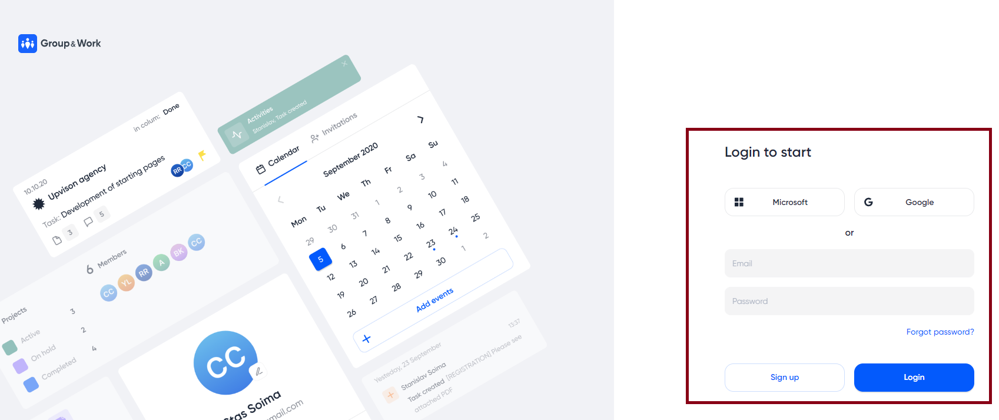 Group & Work
in colum: Done
10.10.20
Upvison agency
Task: Development of starting pages
RR
CC
3
5
Activities
Stanislav, Task created
Calendar
Invitations
September 2020
Mon Tu We Th Fr Sa Su
29 30 31 1 2 3 4
5 6 7 8 9 10 11
12 13 14 15 16 17 18
19 20 21 22 23 24 25
26 27 28 29 30 1 2
Add events
6 Members
CC YL RR A BK CC
Projects
Active 3
On hold 2
Completed 4
CC
Stas Soima
mail.com
13:37
Yesteday, 23 September
Stanislav Soima
Task created [REGISTRATION] Please see
attached PDF
Login to start
Microsoft
Google
or
Email
Password
Forgot password?
Sign up
Login